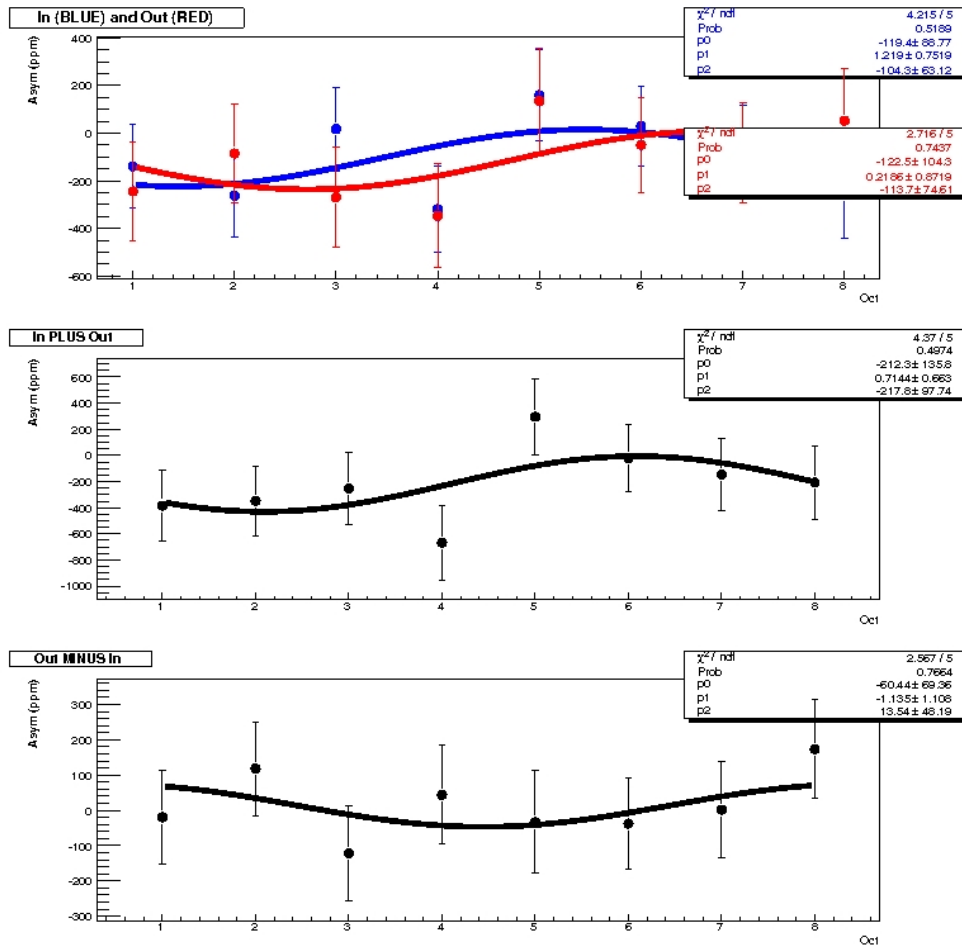 In (BLUE) and Out (RED)
χ² / ndf 4.215 / 5
Prob 0.5189
p0 -119.4 ± 88.77
p1 1.219 ± 0.7519
p2 -104.3 ± 63.12
χ² / ndf 2.716 / 5
Prob 0.7437
p0 -122.5 ± 104.3
p1 0.2186 ± 0.8719
p2 -113.7 ± 74.61
Asym (ppm)
400
200
0
-200
-400
-600
1 2 3 4 5 6 7 8
Oct
In PLUS Out
χ² / ndf 4.37 / 5
Prob 0.4974
p0 -212.3 ± 135.8
p1 0.7144 ± 0.663
p2 -217.8 ± 97.74
Asym (ppm)
600
400
200
0
-200
-400
-600
-800
-1000
1 2 3 4 5 6 7 8
Oct
Out MINUS In
χ² / ndf 2.567 / 5
Prob 0.7664
p0 -60.44 ± 69.36
p1 -1.135 ± 1.108
p2 13.54 ± 48.19
Asym (ppm)
300
200
100
0
-100
-200
-300
1 2 3 4 5 6 7 8
Oct